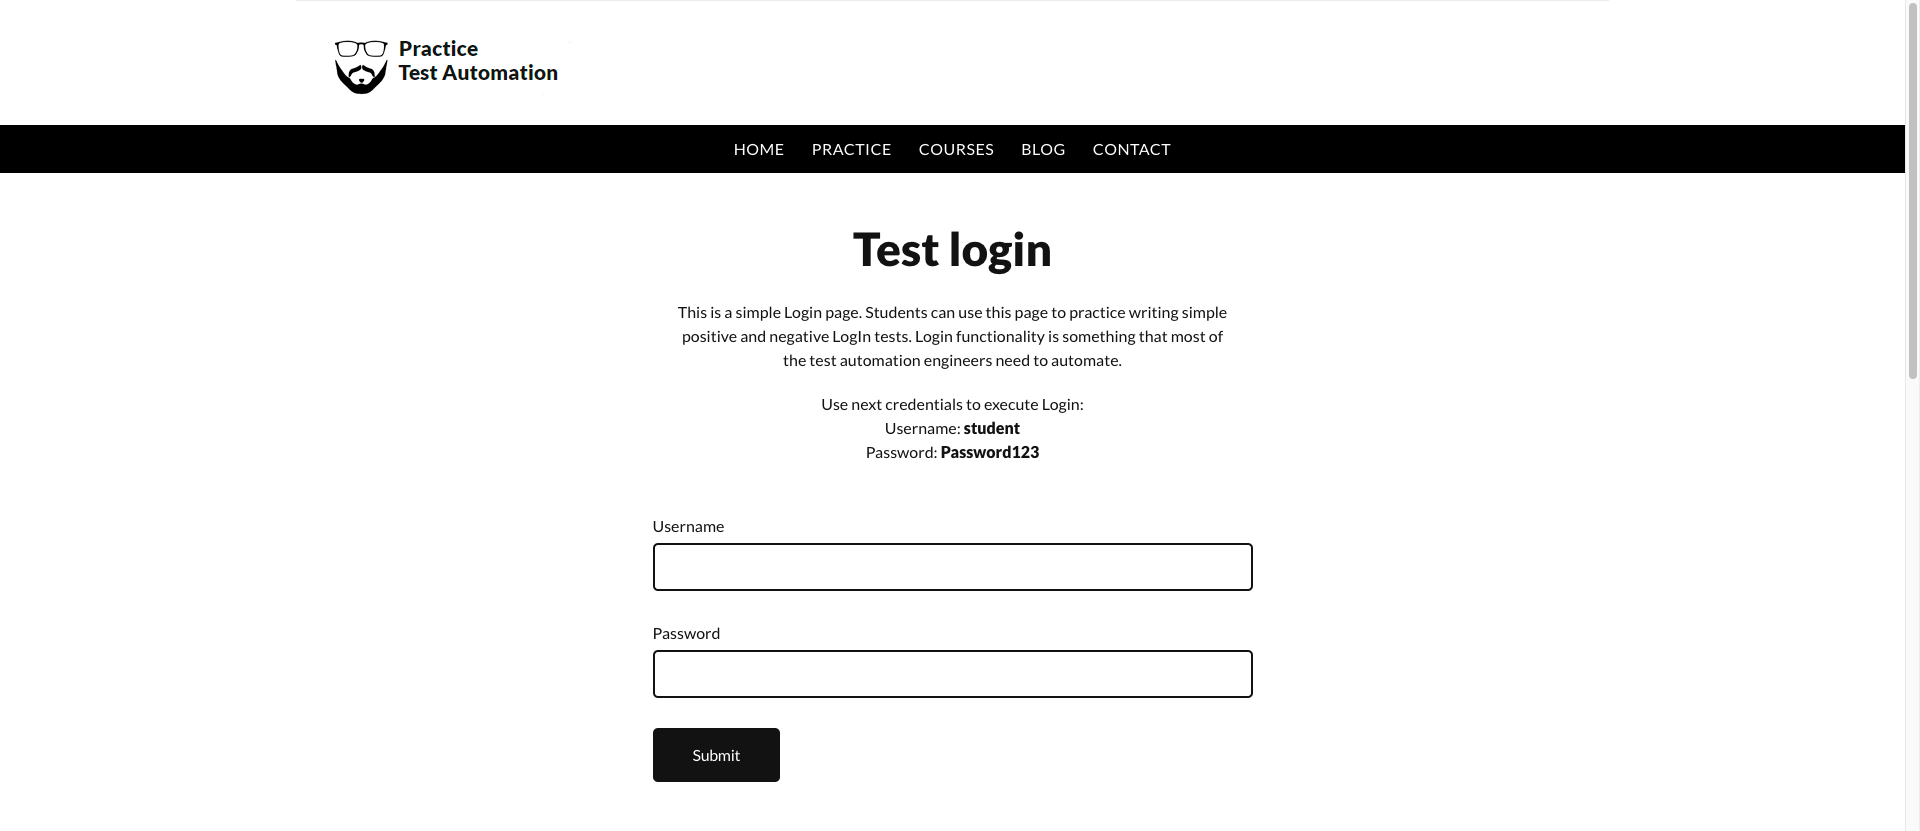 Practice
Test Automation
HOME PRACTICE COURSES BLOG CONTACT
Test login
This is a simple Login page. Students can use this page to practice writing simple
positive and negative LogIn tests. Login functionality is something that most of
the test automation engineers need to automate.
Use next credentials to execute Login:
Username: student
Password: Password123
Username
Password
Submit